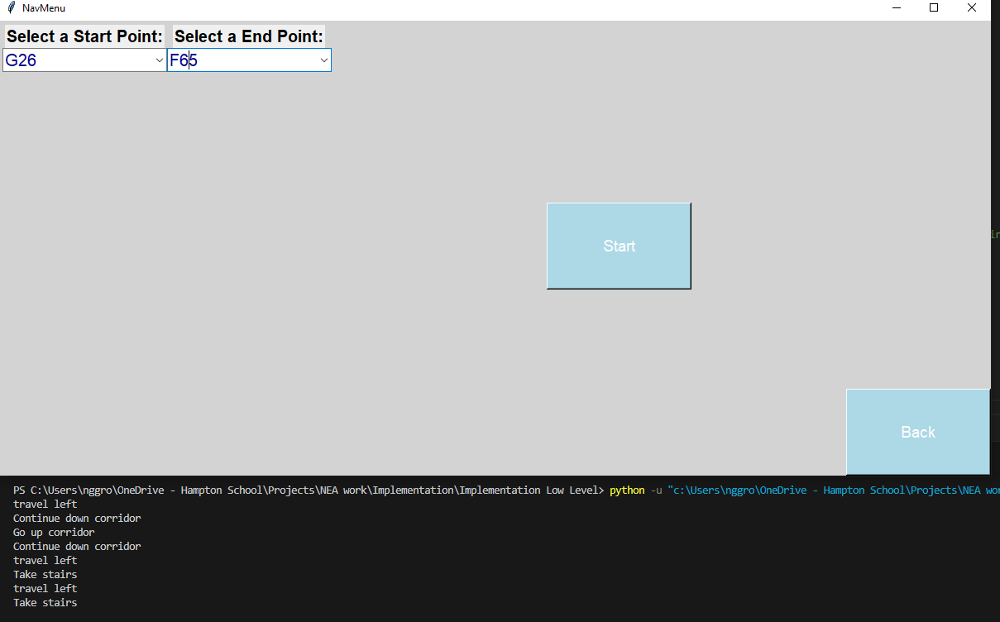 NavMenu
Select a Start Point: Select a End Point:
G26 F65
Start
Back
PS C:\Users\nggro\OneDrive - Hampton School\Projects\NEA work\Implementation\Implementation Low Level> python -u "c:\Users\nggro\OneDrive - Hampton School\Projects\NEA wor
travel left
Continue down corridor
Go up corridor
Continue down corridor
travel left
Take stairs
travel left
Take stairs